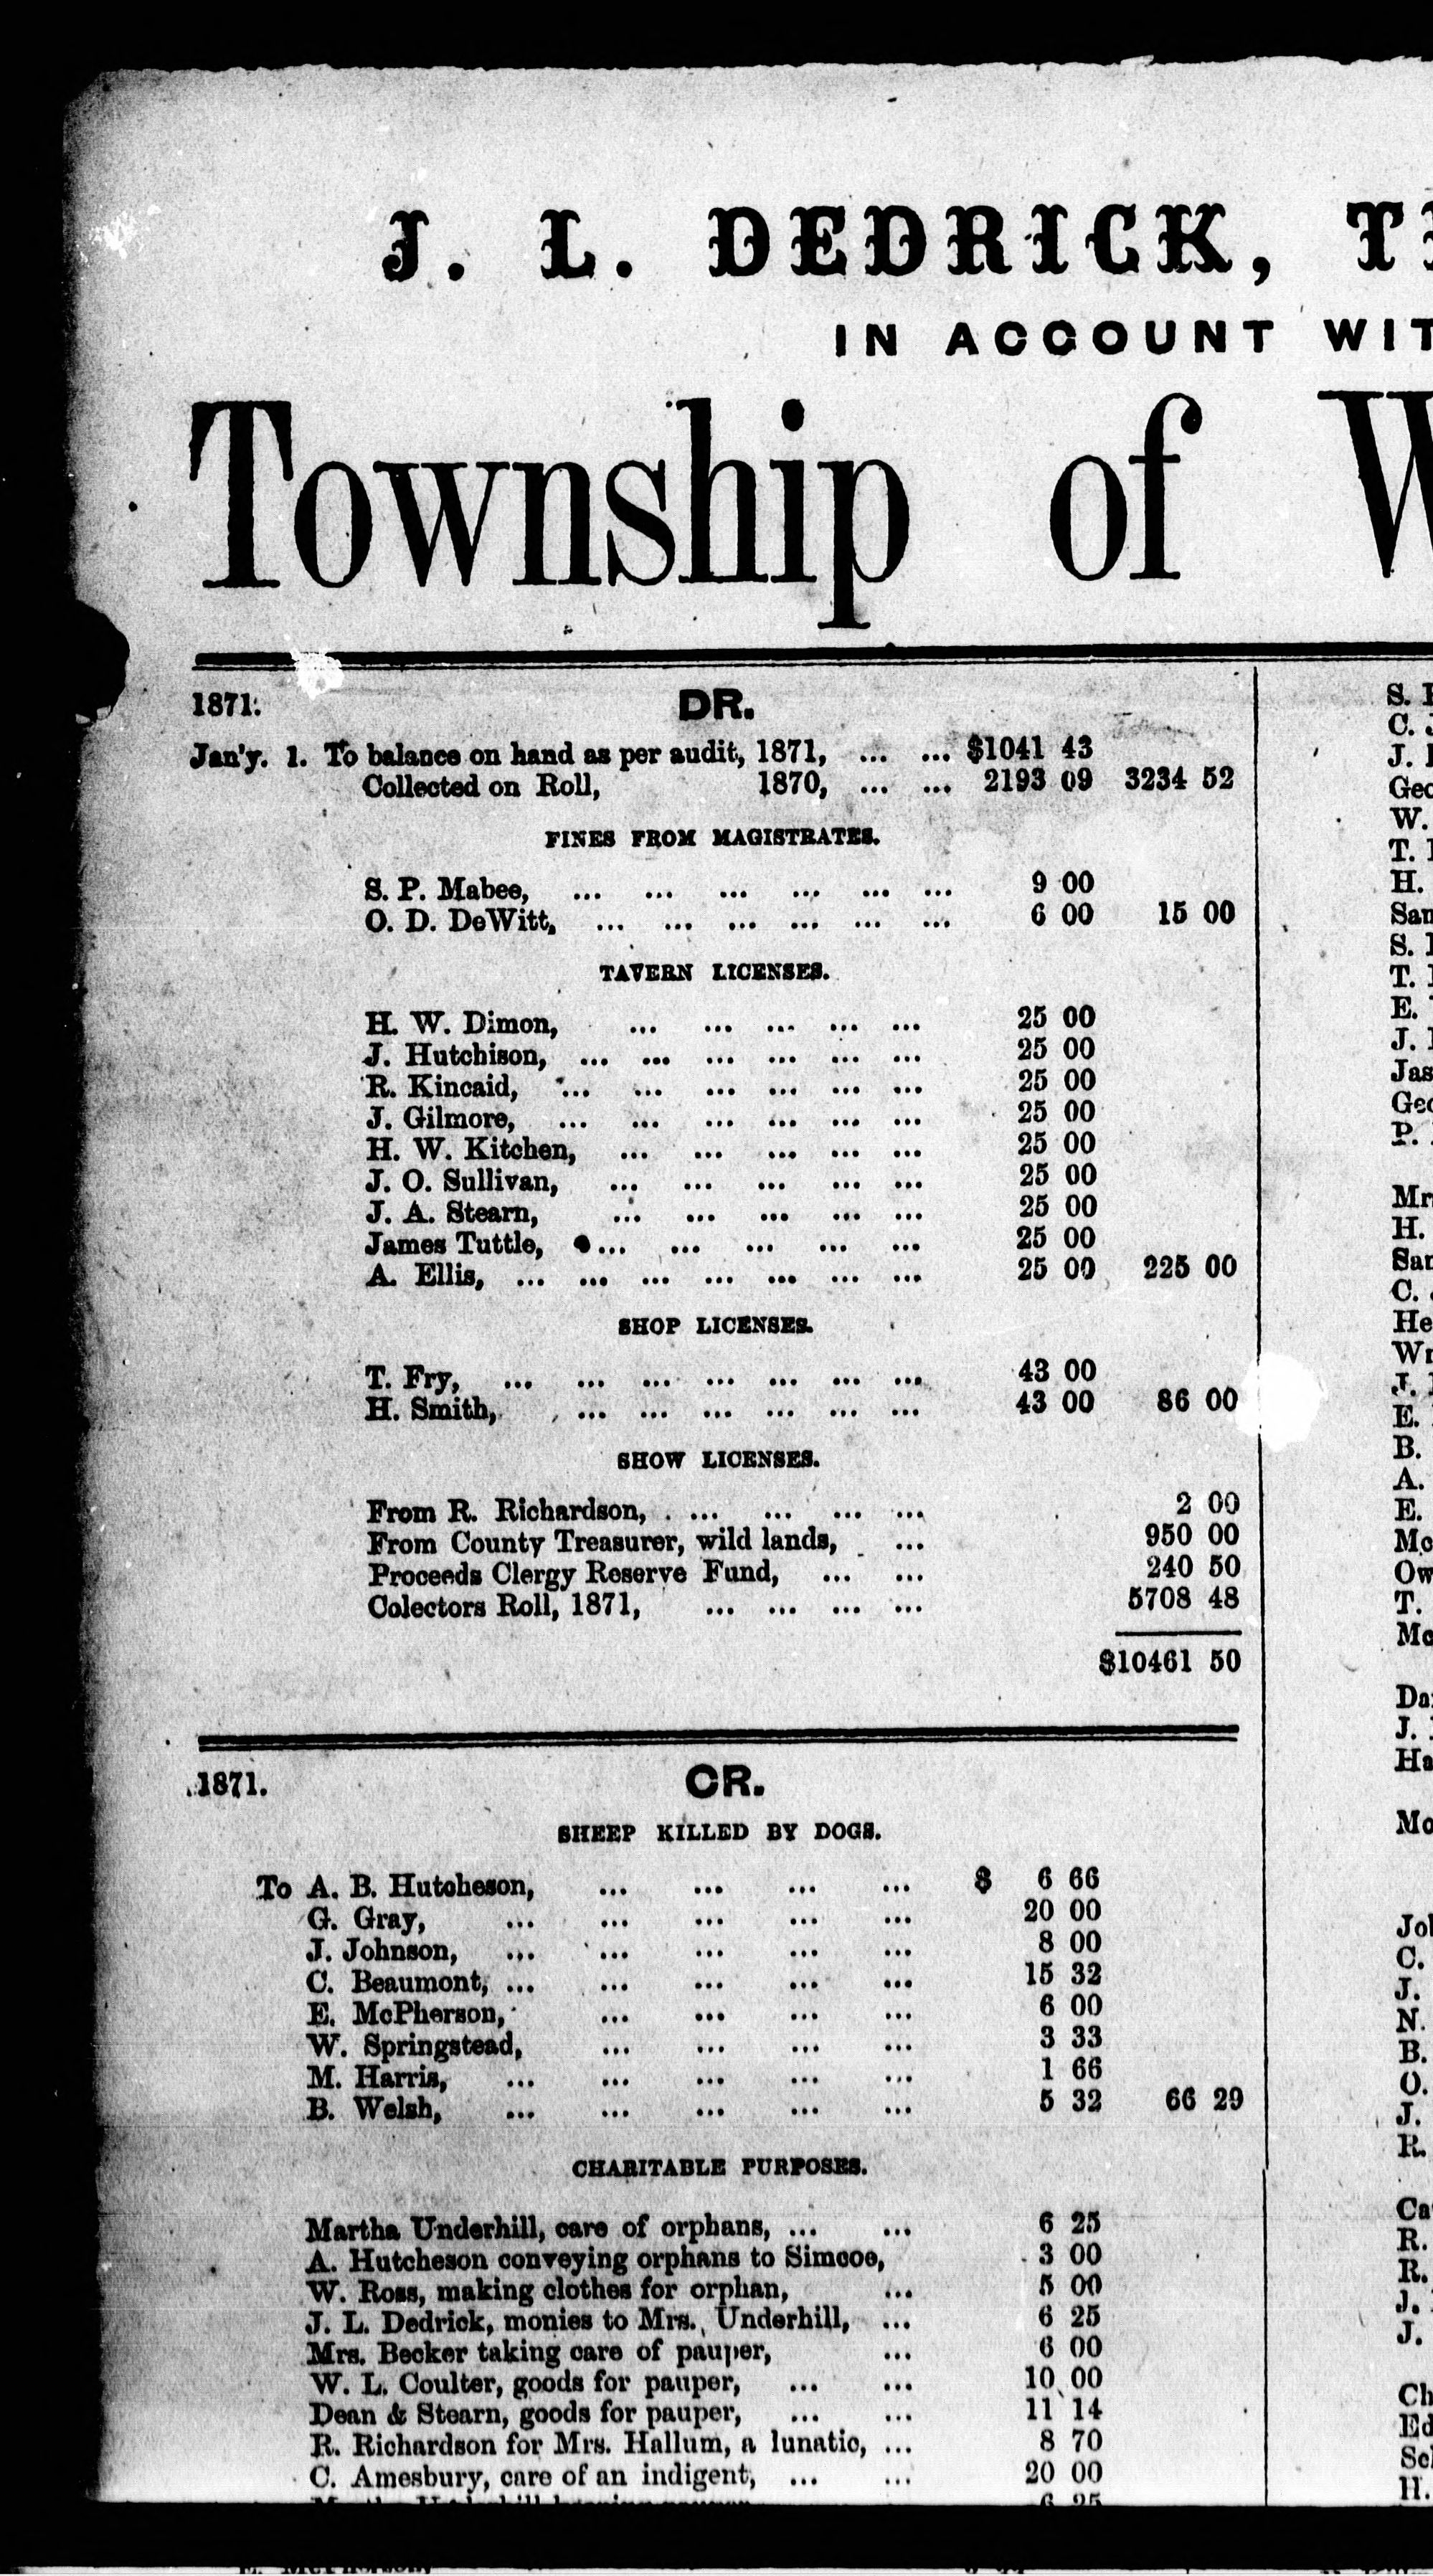 J. L. DEDRICK,
IN ACCOUNT
Township of
1871. DR.
Jan'y. 1. To balance on hand as per audit, 1871, ... ... $1041 43
Collected on Roll, 1870, ... ... 2193 09 3234 52
FINES FROM MAGISTRATES.
S. P. Mabee, ... ... ... ... ... ... 9 00
O. D. DeWitt, ... ... ... ... ... ... 6 00 15 00
TAVERN LICENSES.
H. W. Dimon, ... ... ... ... ... 25 00
J. Hutchison, ... ... ... ... ... ... 25 00
R. Kincaid, ... ... ... ... ... ... 25 00
J. Gilmore, ... ... ... ... ... ... 25 00
H. W. Kitchen, ... ... ... ... ... 25 00
J. O. Sullivan, ... ... ... ... ... 25 00
J. A. Stearn, ... ... ... ... ... 25 00
James Tuttle, ... ... ... ... ... 25 00
A. Ellis, ... ... ... ... ... ... ... 25 00 225 00
SHOP LICENSES.
T. Fry, ... ... ... ... ... ... ... 43 00
H. Smith, ... ... ... ... ... ... 43 00 86 00
SHOW LICENSES.
From R. Richardson, ... ... ... ... 2 00
From County Treasurer, wild lands, ... 950 00
Proceeds Clergy Reserve Fund, ... ... 240 50
Colectors Roll, 1871, ... ... ... ... 5708 48
$10461 50
1871. CR.
SHEEP KILLED BY DOGS.
To A. B. Hutcheson, ... ... ... ... $ 6 66
G. Gray, ... ... ... ... ... 20 00
J. Johnson, ... ... ... ... ... 8 00
C. Beaumont, ... ... ... ... ... 15 32
E. McPherson, ... ... ... ... 6 00
W. Springstead, ... ... ... ... 3 33
M. Harris, ... ... ... ... ... 1 66
B. Welsh, ... ... ... ... ... 5 32 66 29
CHARITABLE PURPOSES.
Martha Underhill, care of orphans, ... ... 6 25
A. Hutcheson conveying orphans to Simcoe, 3 00
W. Ross, making clothes for orphan, ... 5 00
J. L. Dedrick, monies to Mrs. Underhill, ... 6 25
Mrs. Becker taking care of pauper, ... 6 00
W. L. Coulter, goods for pauper, ... ... 10 00
Dean & Stearn, goods for pauper, ... ... 11 14
R. Richardson for Mrs. Hallum, a lunatic, ... 8 70
C. Amesbury, care of an indigent, ... ... 20 00